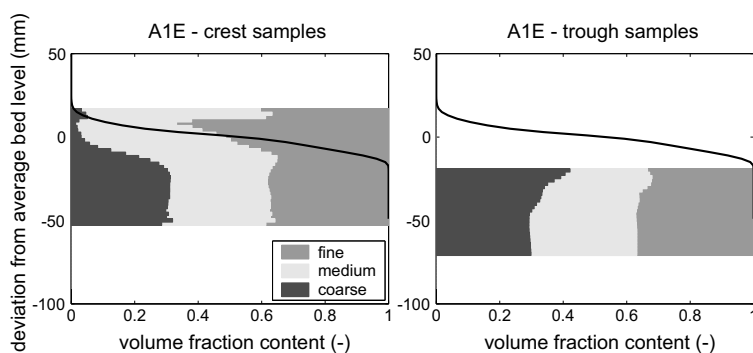 A1E - crest samples
A1E - trough samples
deviation from average bed level (mm)
50
0
-50
-100
fine
medium
coarse
0 0.2 0.4 0.6 0.8 1
volume fraction content (-)
50
0
-50
-100
0 0.2 0.4 0.6 0.8 1
volume fraction content (-)